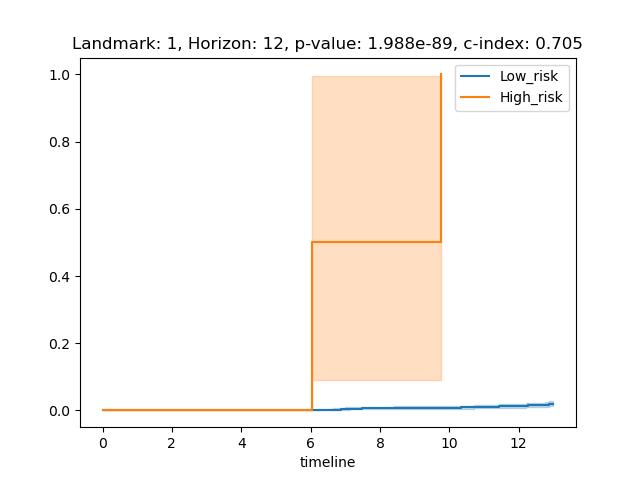 Landmark: 1, Horizon: 12, p-value: 1.988e-89, c-index: 0.705
Low_risk
High_risk
1.0
0.8
0.6
0.4
0.2
0.0
0 2 4 6 8 10 12
timeline